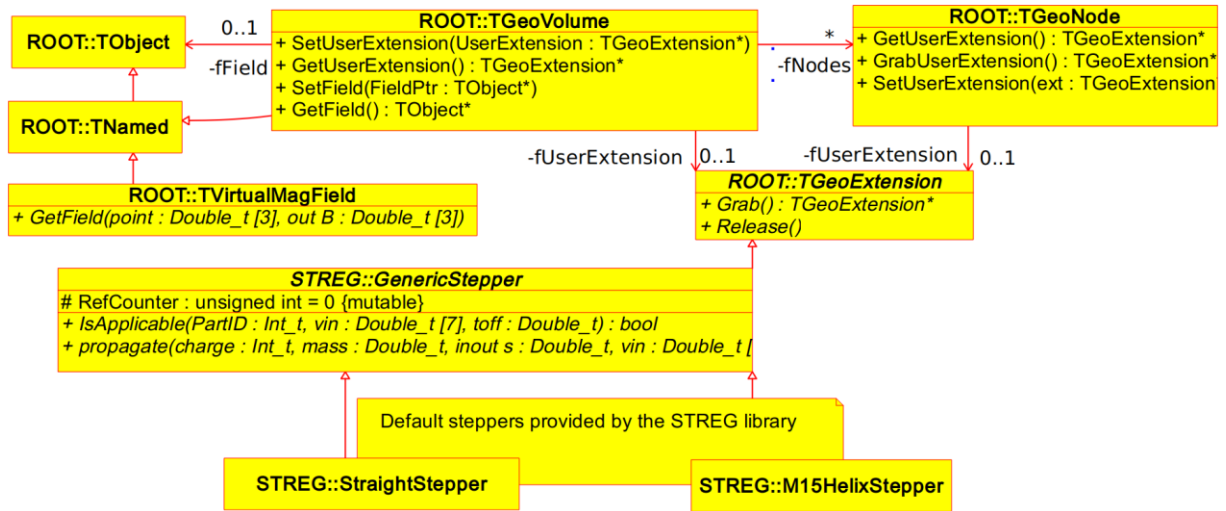 ROOT::TObject
0..1
-fField
ROOT::TGeoVolume
+ SetUserExtension(UserExtension : TGeoExtension*)
+ GetUserExtension() : TGeoExtension*
+ SetField(FieldPtr : TObject*)
+ GetField() : TObject*
*
-fNodes
ROOT::TGeoNode
+ GetUserExtension() : TGeoExtension*
+ GrabUserExtension() : TGeoExtension*
+ SetUserExtension(ext : TGeoExtension
ROOT::TNamed
-fUserExtension
0..1
-fUserExtension
0..1
ROOT::TVirtualMagField
+ GetField(point : Double_t [3], out B : Double_t [3])
ROOT::TGeoExtension
+ Grab() : TGeoExtension*
+ Release()
STREG::GenericStepper
# RefCounter : unsigned int = 0 {mutable}
+ IsApplicable(PartID : Int_t, vin : Double_t [7], toff : Double_t) : bool
+ propagate(charge : Int_t, mass : Double_t, inout s : Double_t, vin : Double_t [
Default steppers provided by the STREG library
STREG::StraightStepper
STREG::M15HelixStepper